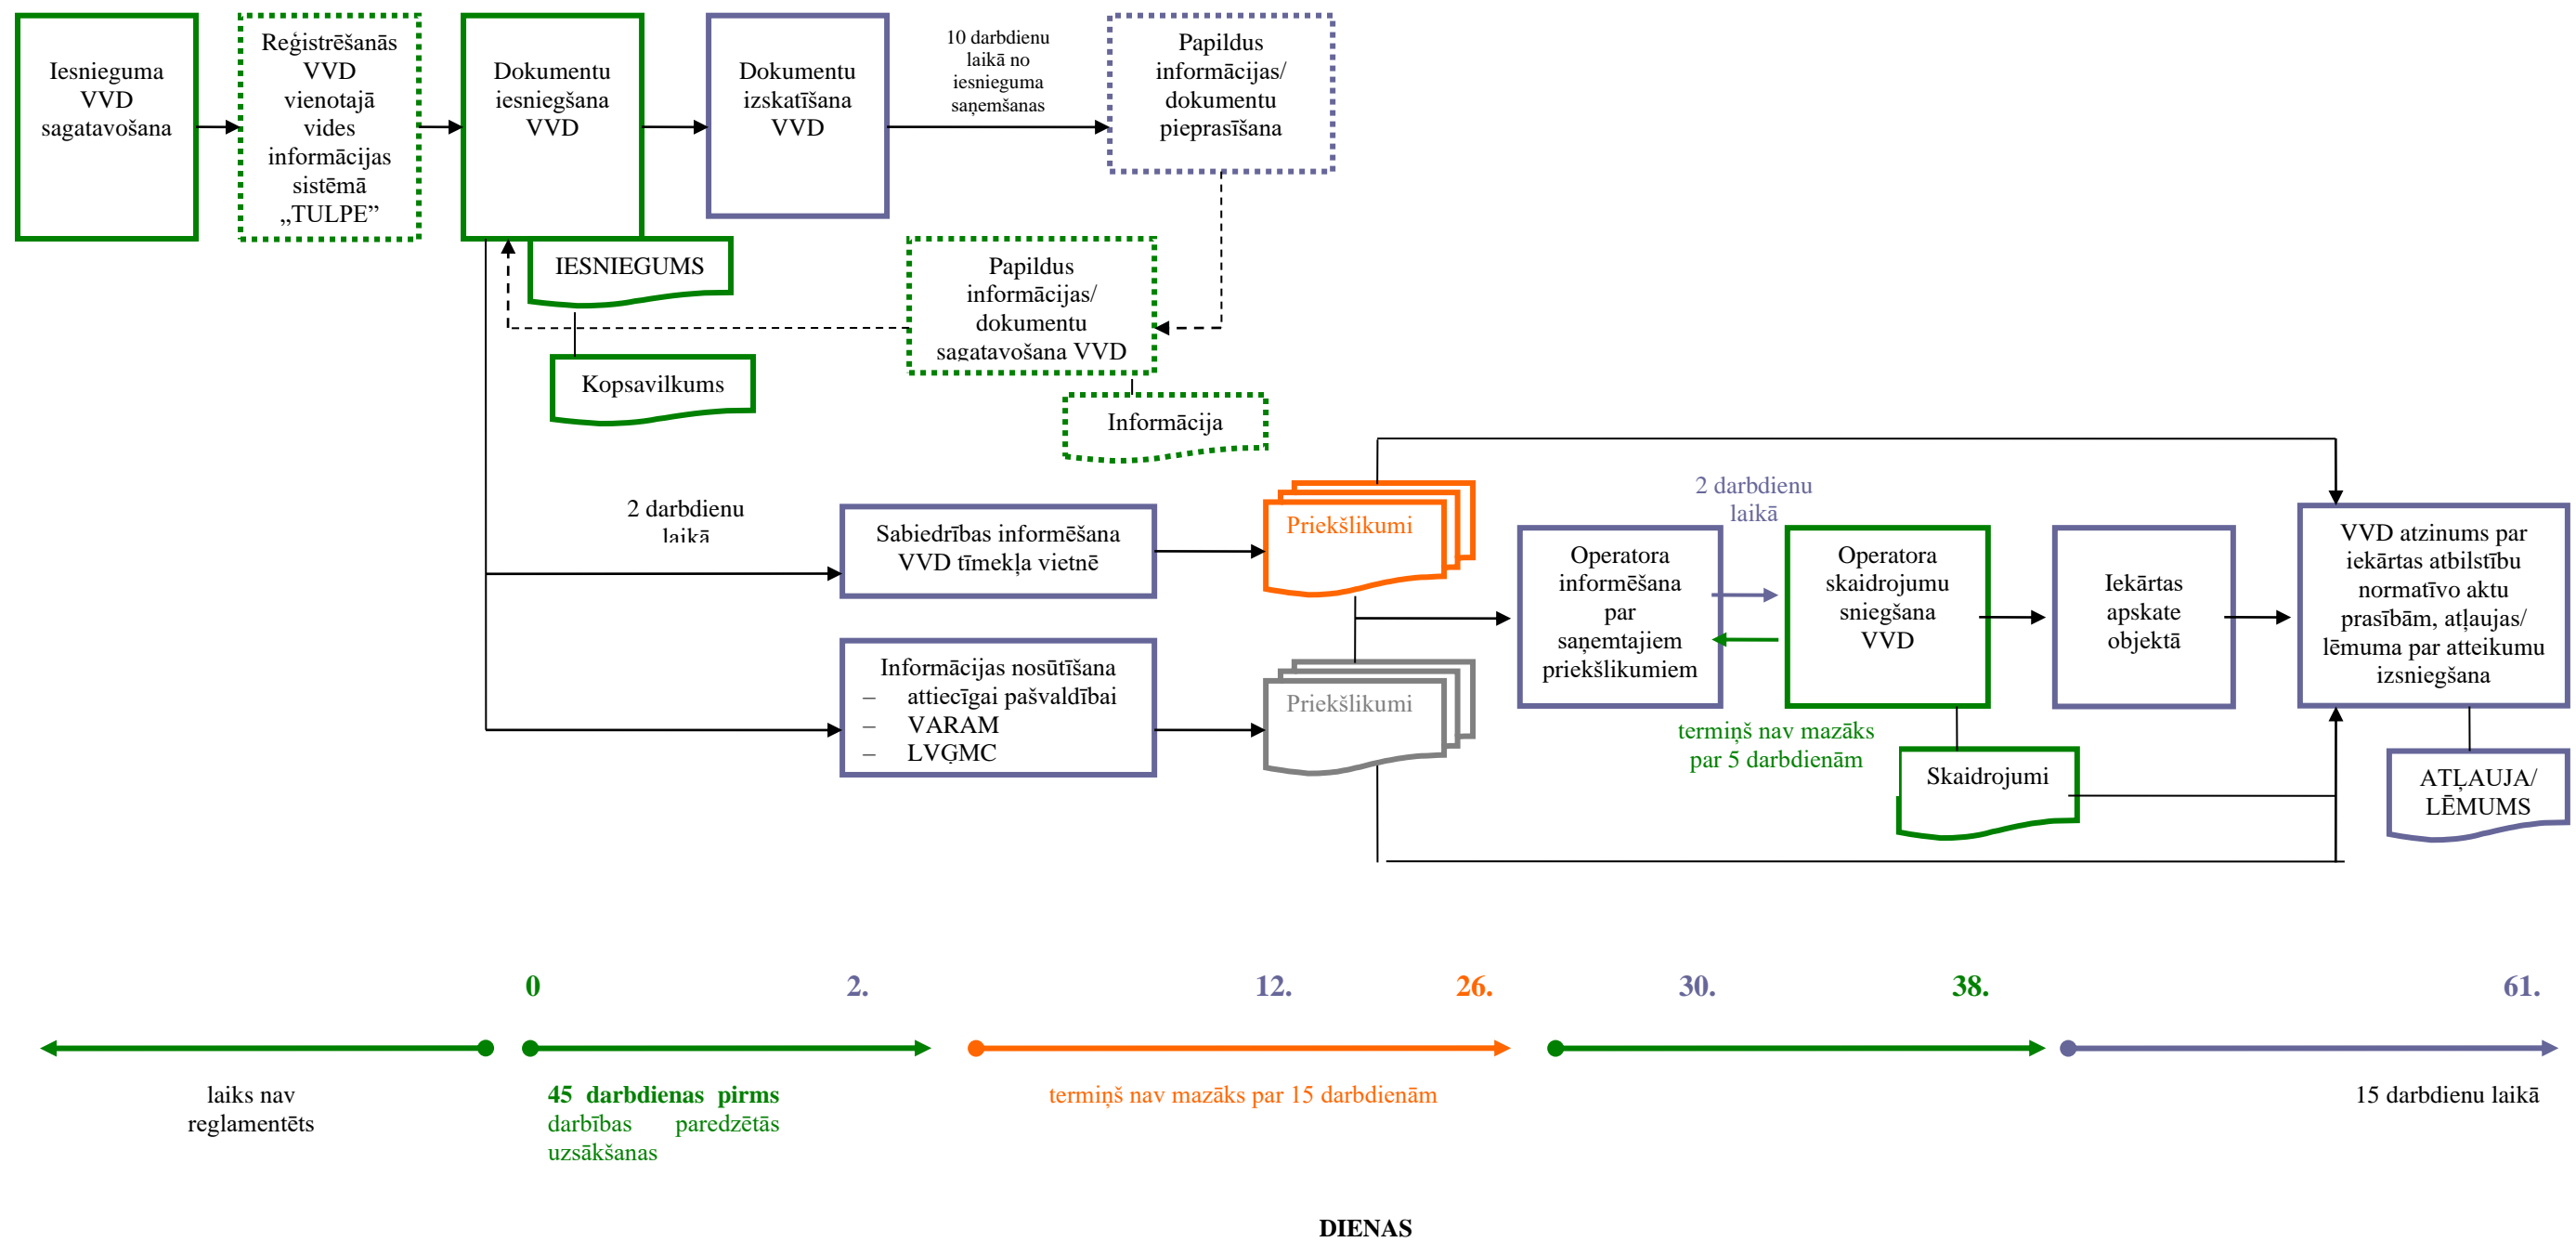 Iesnieguma
VVD
sagatavošana
Reģistrēšanās
VVD
vienotajā
vides
informācijas
sistēmā
„TULPE”
Dokumentu
iesniegšana
VVD
Dokumentu
izskatīšana
VVD
10 darbdienu
laikā no
iesnieguma
saņemšanas
Papildus
informācijas/
dokumentu
pieprasīšana
IESNIEGUMS
Kopsavilkums
Papildus
informācijas/
dokumentu
sagatavošana VVD
Informācija
2 darbdienu
laikā
Sabiedrības informēšana
VVD tīmekļa vietnē
Priekšlikumi
Informācijas nosūtīšana
– attiecīgai pašvaldībai
– VARAM
– LVĢMC
Priekšlikumi
Operatora
informēšana
par
saņemtajiem
priekšlikumiem
2 darbdienu
laikā
Operatora
skaidrojumu
sniegšana
VVD
termiņš nav mazāks
par 5 darbdienām
Skaidrojumi
Iekārtas
apskate
objektā
VVD atzinums par
iekārtas atbilstību
normatīvo aktu
prasībām, atļaujas/
lēmuma par atteikumu
izsniegšana
ATĻAUJA/
LĒMUMS
0 2. 12. 26. 30. 38. 61.
laiks nav
reglamentēts
45 darbdienas pirms
darbības paredzētās
uzsākšanas
termiņš nav mazāks par 15 darbdienām
15 darbdienu laikā
DIENAS